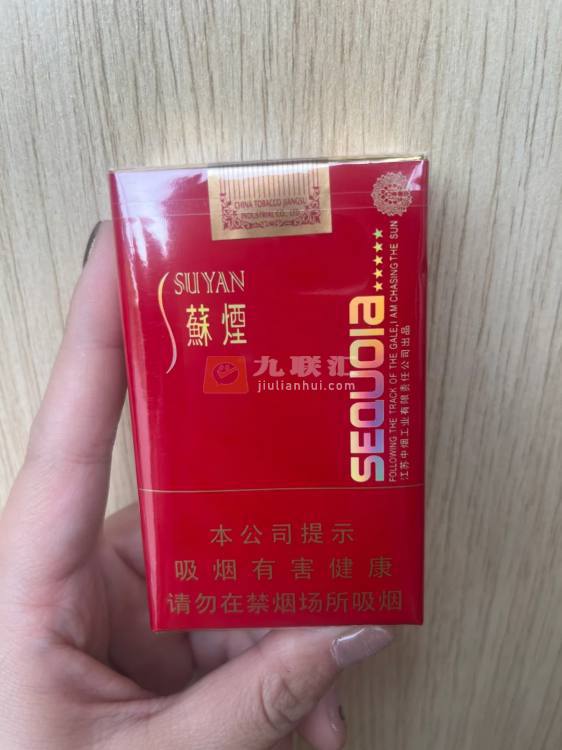 CHINA TOBACCO JIANGSU
INDUSTRIAL CO., LTD.
SUYAN
蘇煙
SEQUOIA
FOLLOWING THE TRACK OF THE GALE,I AM CHASING THE SUN
江苏中烟工业有限责任公司出品
九联汇
jiulianhui.com
本公司提示
吸烟有害健康
请勿在禁烟场所吸烟